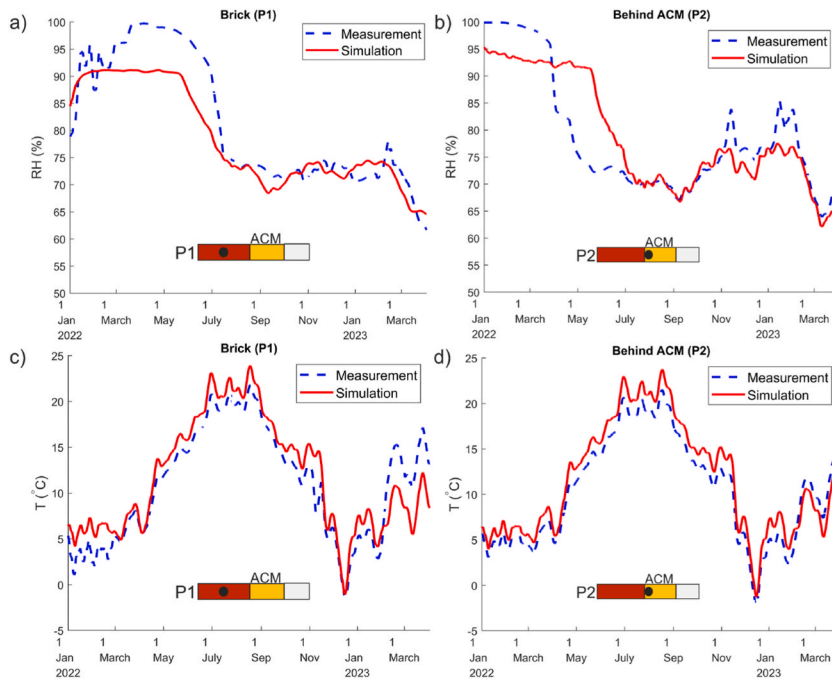 a)
Brick (P1)
Measurement
Simulation
RH (%)
100
95
90
85
80
75
70
65
60
55
50
P1
ACM
1 1 1 1 1 1 1 1
Jan March May July Sep Nov Jan March
2022 2023
b)
Behind ACM (P2)
Measurement
Simulation
RH (%)
100
95
90
85
80
75
70
65
60
55
50
P2
ACM
1 1 1 1 1 1 1 1
Jan March May July Sep Nov Jan March
2022 2023
c)
Brick (P1)
Measurement
Simulation
T (°C)
25
20
15
10
5
0
-5
P1
ACM
1 1 1 1 1 1 1 1
Jan March May July Sep Nov Jan March
2022 2023
d)
Behind ACM (P2)
Measurement
Simulation
T (°C)
25
20
15
10
5
0
-5
P2
ACM
1 1 1 1 1 1 1 1
Jan March May July Sep Nov Jan March
2022 2023